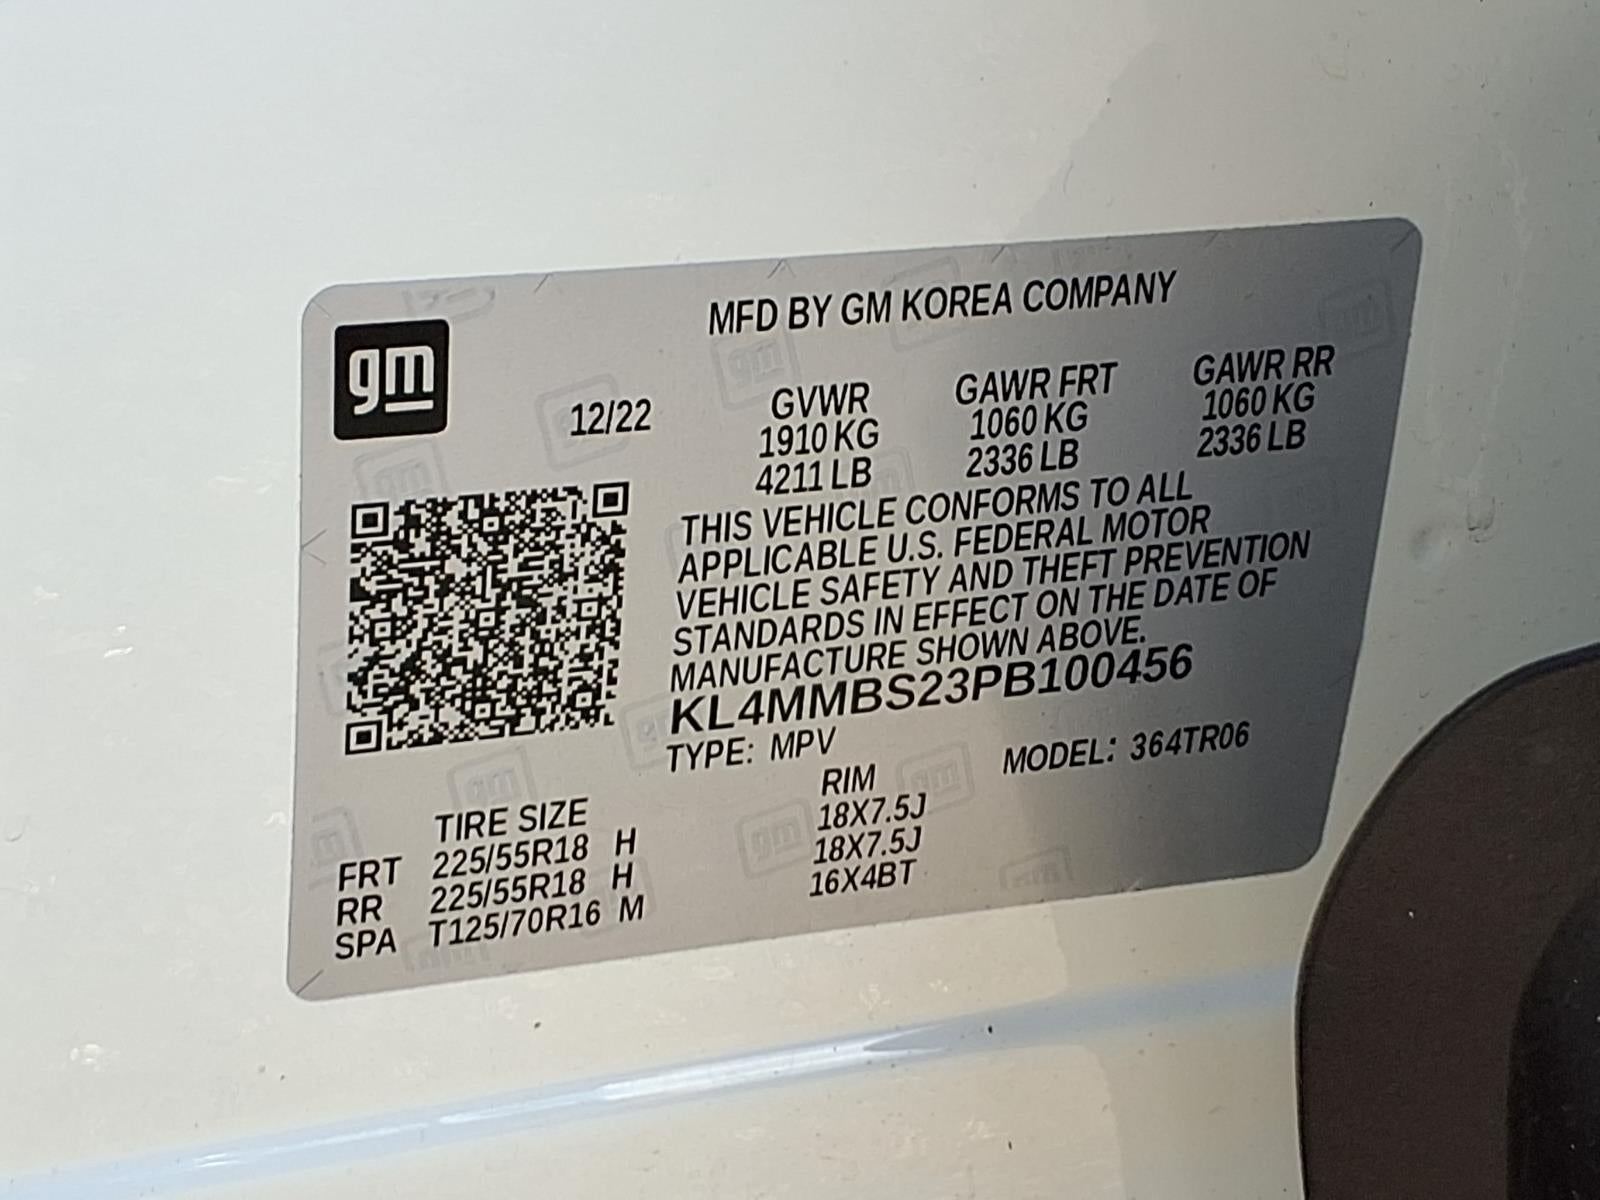 MFD BY GM KOREA COMPANY
gm
12/22
GVWR GAWR FRT GAWR RR
1910 KG 1060 KG 1060 KG
4211 LB 2336 LB 2336 LB
THIS VEHICLE CONFORMS TO ALL
APPLICABLE U.S. FEDERAL MOTOR
VEHICLE SAFETY AND THEFT PREVENTION
STANDARDS IN EFFECT ON THE DATE OF
MANUFACTURE SHOWN ABOVE.
KL4MMBS23PB100456
TYPE: MPV MODEL: 364TR06
TIRE SIZE RIM
FRT 225/55R18 H 18X7.5J
RR 225/55R18 H 18X7.5J
SPA T125/70R16 M 16X4BT